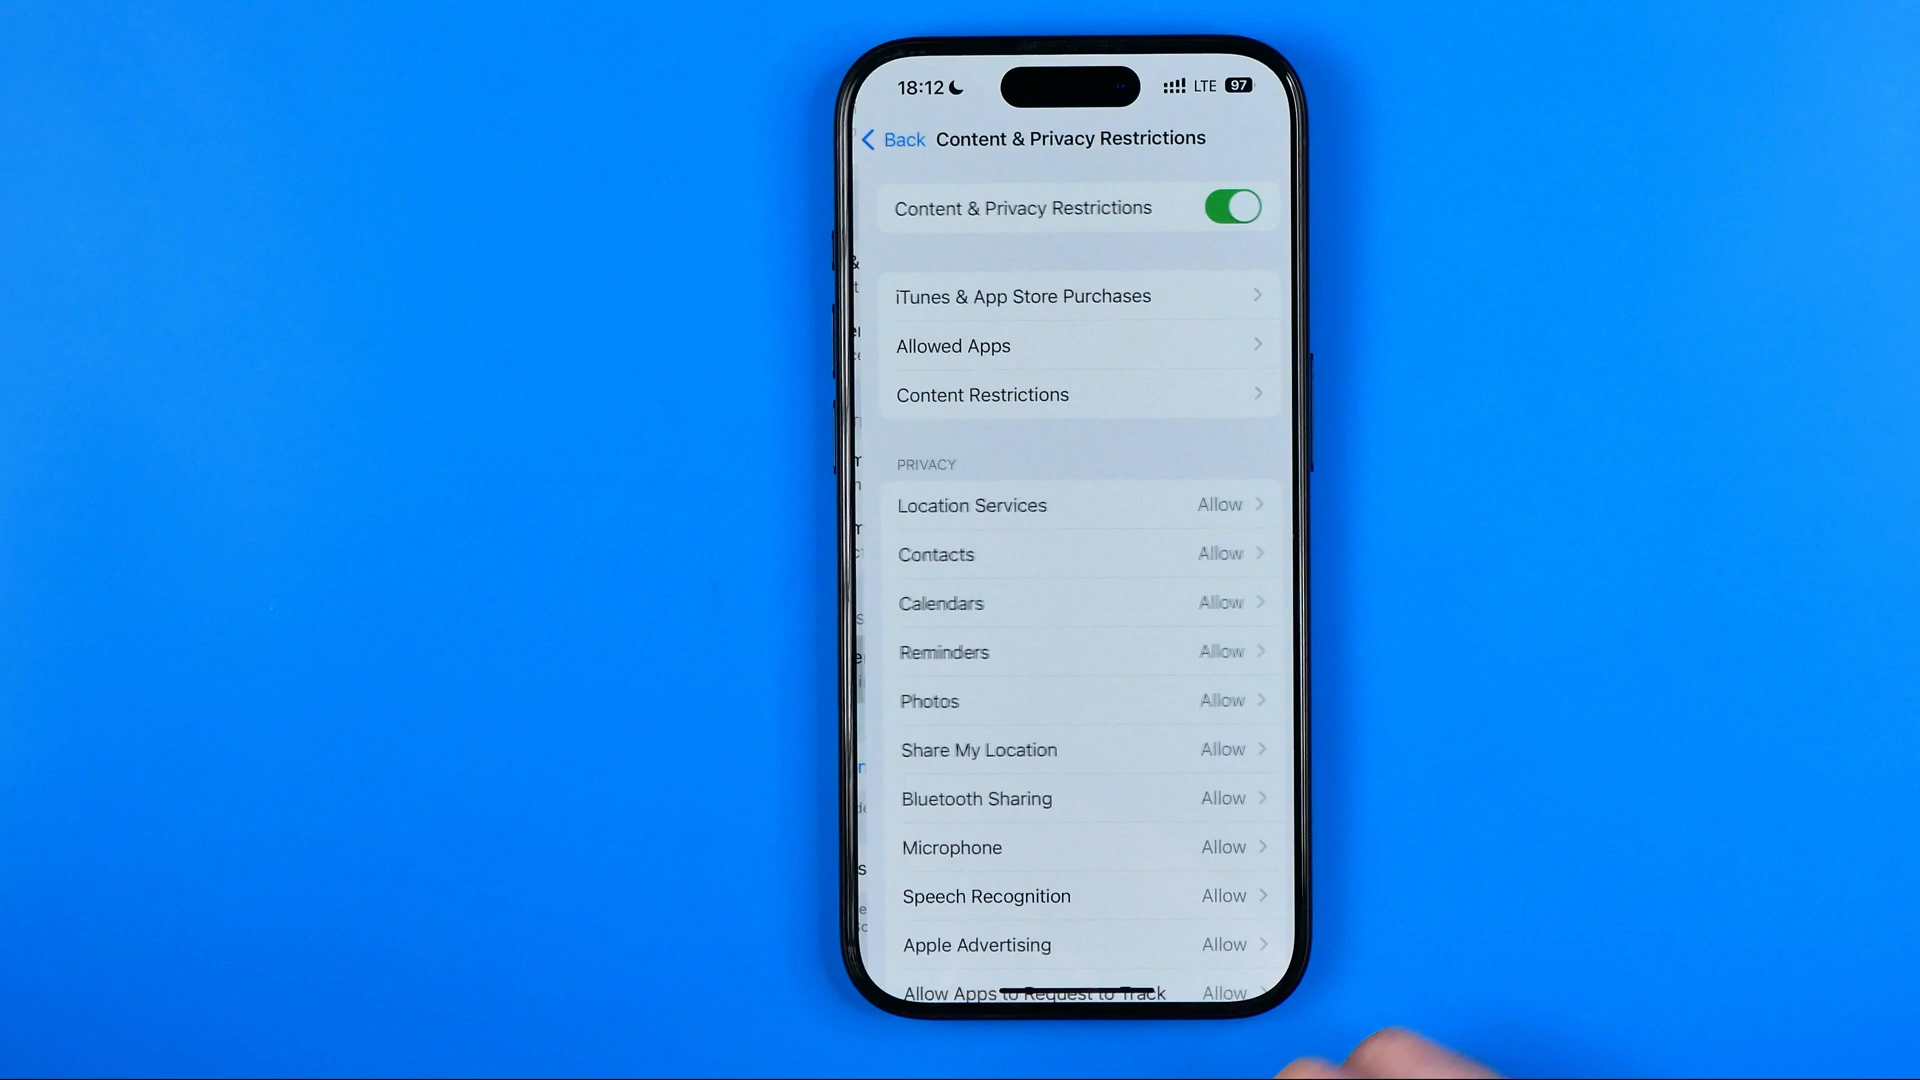 18:12 LTE 97
Back Content & Privacy Restrictions
Content & Privacy Restrictions
iTunes & App Store Purchases
Allowed Apps
Content Restrictions
PRIVACY
Location Services Allow
Contacts Allow
Calendars Allow
Reminders Allow
Photos Allow
Share My Location Allow
Bluetooth Sharing Allow
Microphone Allow
Speech Recognition Allow
Apple Advertising Allow
Allow Apps to Request to Track Allow